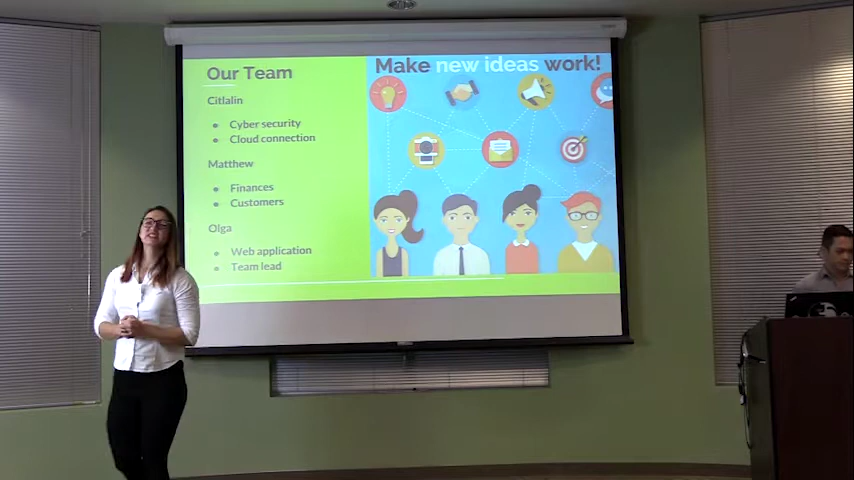 Our Team
Citlalin
Cyber security
Cloud connection
Matthew
Finances
Customers
Olga
Web application
Team lead
Make new ideas work!